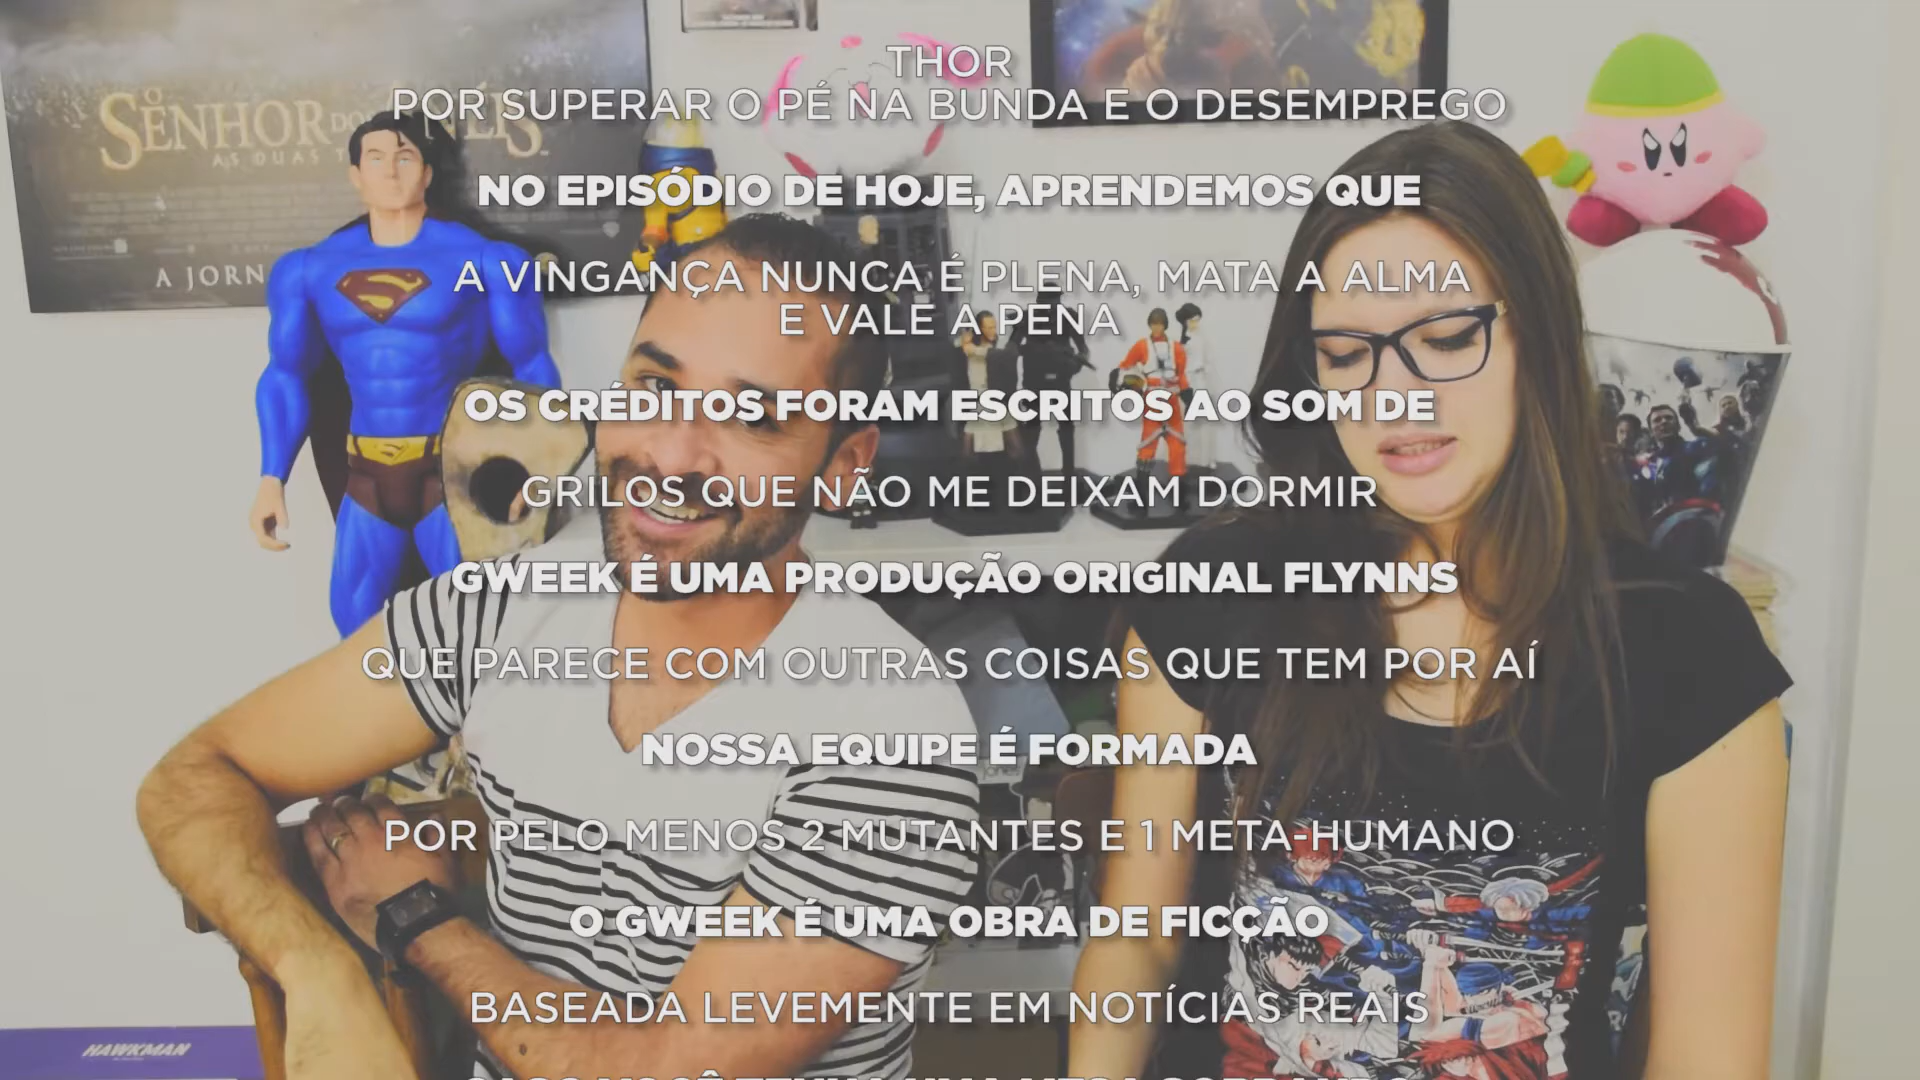 THOR
POR SUPERAR O PÉ NA BUNDA E O DESEMPREGO
NO EPISÓDIO DE HOJE, APRENDEMOS QUE
A VINGANÇA NUNCA É PLENA, MATA A ALMA
E VALE A PENA
OS CRÉDITOS FORAM ESCRITOS AO SOM DE
GRILOS QUE NÃO ME DEIXAM DORMIR
GWEEK É UMA PRODUÇÃO ORIGINAL FLYNNS
QUE PARECE COM OUTRAS COISAS QUE TEM POR AÍ
NOSSA EQUIPE É FORMADA
POR PELO MENOS 2 MUTANTES E 1 META-HUMANO
O GWEEK É UMA OBRA DE FICÇÃO
BASEADA LEVEMENTE EM NOTÍCIAS REAIS
O SENHOR DOS
AS DUAS
A JORN
HAWKMAN